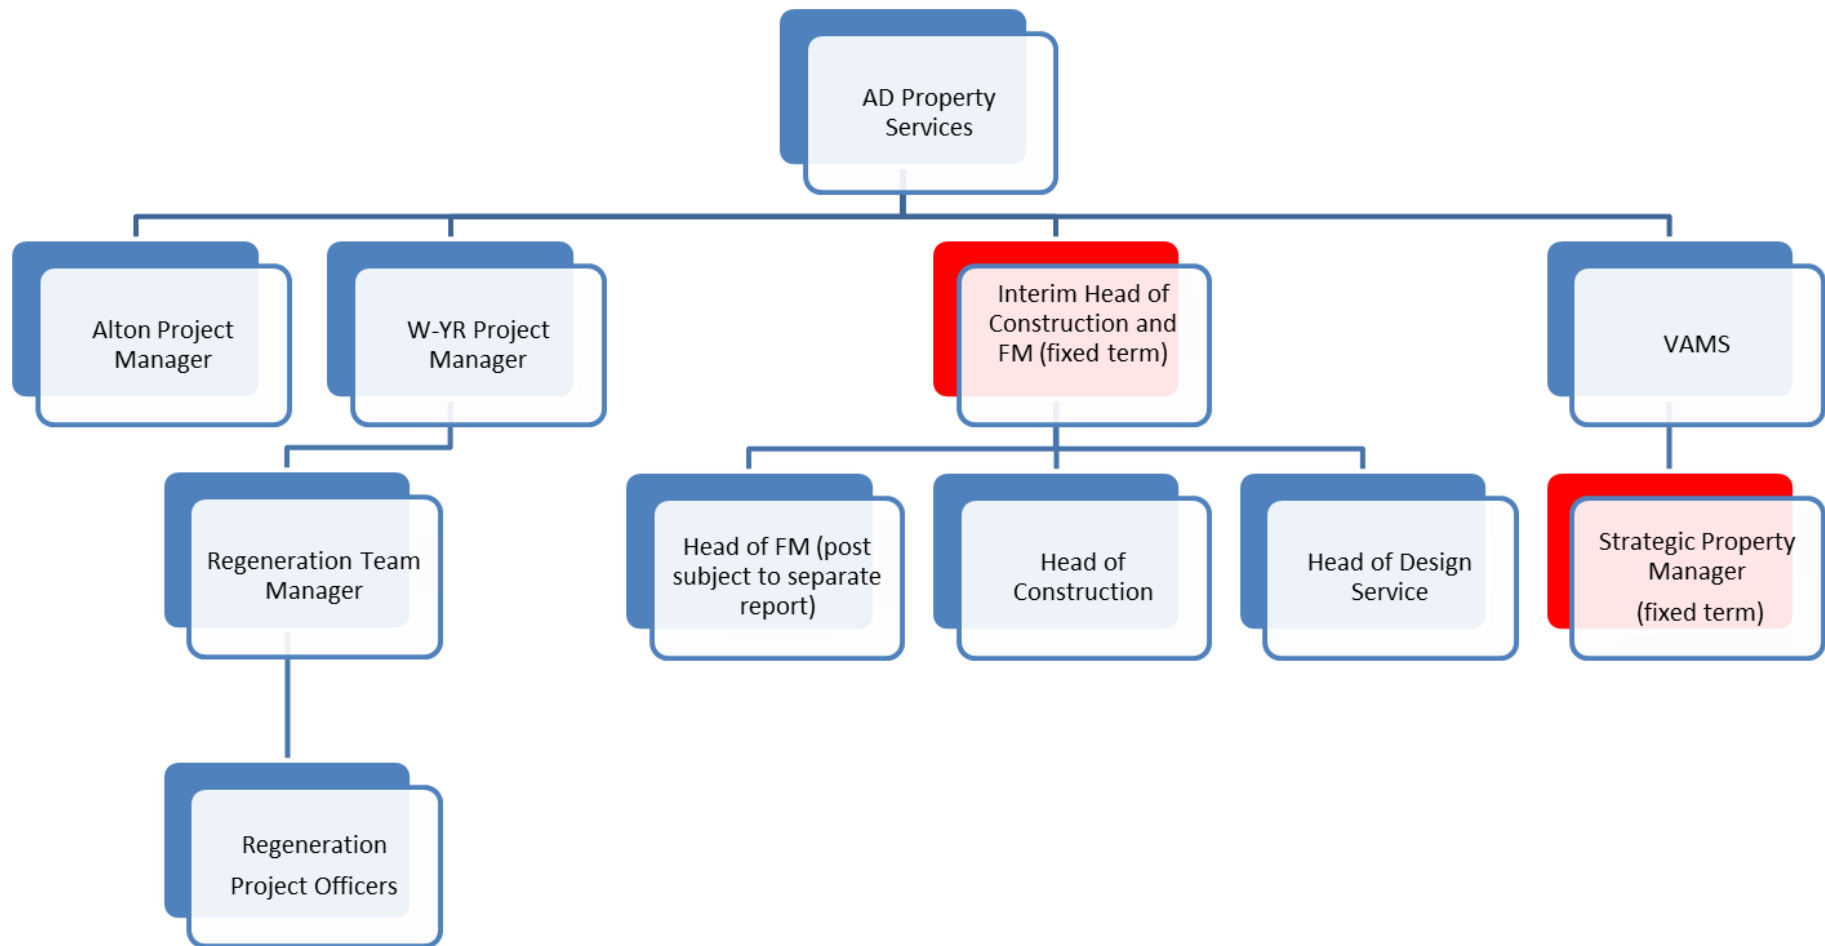 AD Property
Services
Alton Project
Manager
W-YR Project
Manager
Interim Head of
Construction and
FM (fixed term)
VAMS
Regeneration Team
Manager
Head of FM (post
subject to separate
report)
Head of
Construction
Head of Design
Service
Strategic Property
Manager
(fixed term)
Regeneration
Project Officers